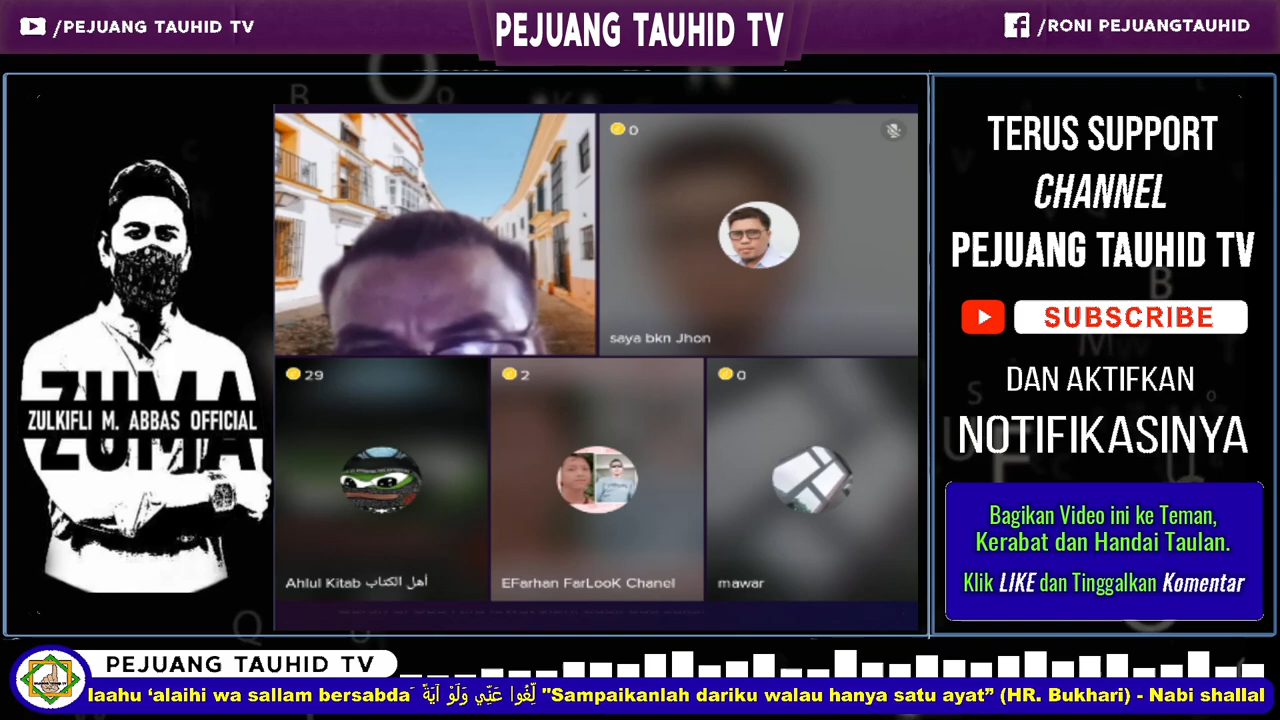 /PEJUANG TAUHID TV
PEJUANG TAUHID TV
/RONI PEJUANGTAUHID
ZUMA
ZULKIFLI M. ABBAS OFFICIAL
0
saya bkn Jhon
29
Ahlul Kitab أهل الكتاب
2
EFarhan FarLooK Chanel
0
mawar
TERUS SUPPORT
CHANNEL
PEJUANG TAUHID TV
SUBSCRIBE
DAN AKTIFKAN
NOTIFIKASINYA
Bagikan Video ini ke Teman,
Kerabat dan Handai Taulan.
Klik LIKE dan Tinggalkan Komentar
PEJUANG TAUHID TV
laahu ‘alaihi wa sallam bersabda لِّغُوا عَنِّي وَلَوْ آيَةً "Sampaikanlah dariku walau hanya satu ayat” (HR. Bukhari) - Nabi shallal